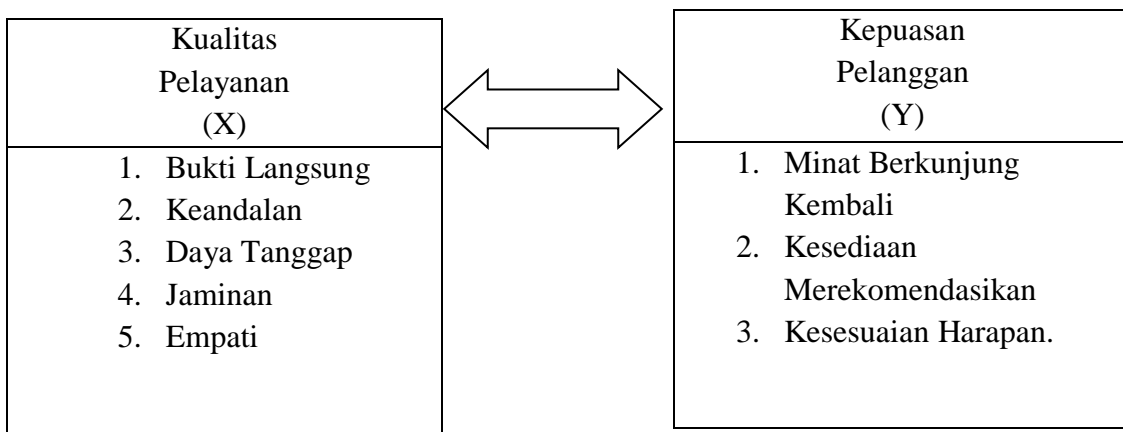 Kualitas
Pelayanan
(X)
1. Bukti Langsung
2. Keandalan
3. Daya Tanggap
4. Jaminan
5. Empati
Kepuasan
Pelanggan
(Y)
1. Minat Berkunjung
Kembali
2. Kesediaan
Merekomendasikan
3. Kesesuaian Harapan.